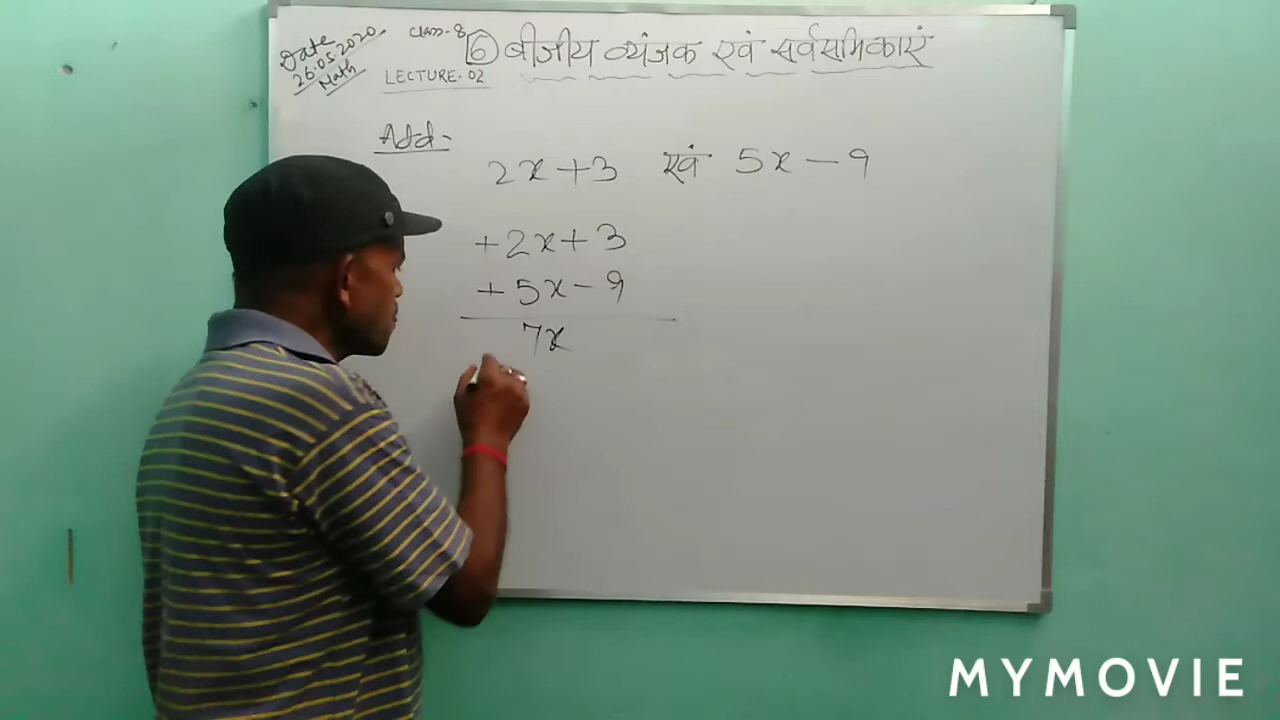 Date
26.05.2020
Math
Class-8
LECTURE-02
⑥ बीजीय व्यंजक एवं सर्वसमिकाएं
Add-
2x+3 एवं 5x-9
+2x+3
+5x-9
7x
MYMOVIE